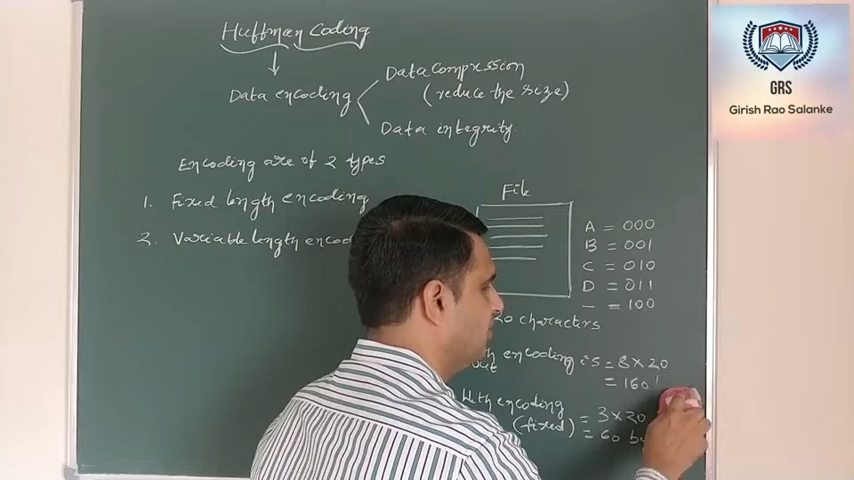 Huffman Coding
Data encoding
Data compression
(reduce the size)
Data integrity.
Encoding are of 2 types
1. Fixed length encoding
2. Variable length encod
File
A = 000
B = 001
C = 010
D = 011
– = 100
20 characters
out encoding is = 8×20
= 160
With encoding
(fixed)
= 3×20
= 60 b
GRS
Girish Rao Salanke